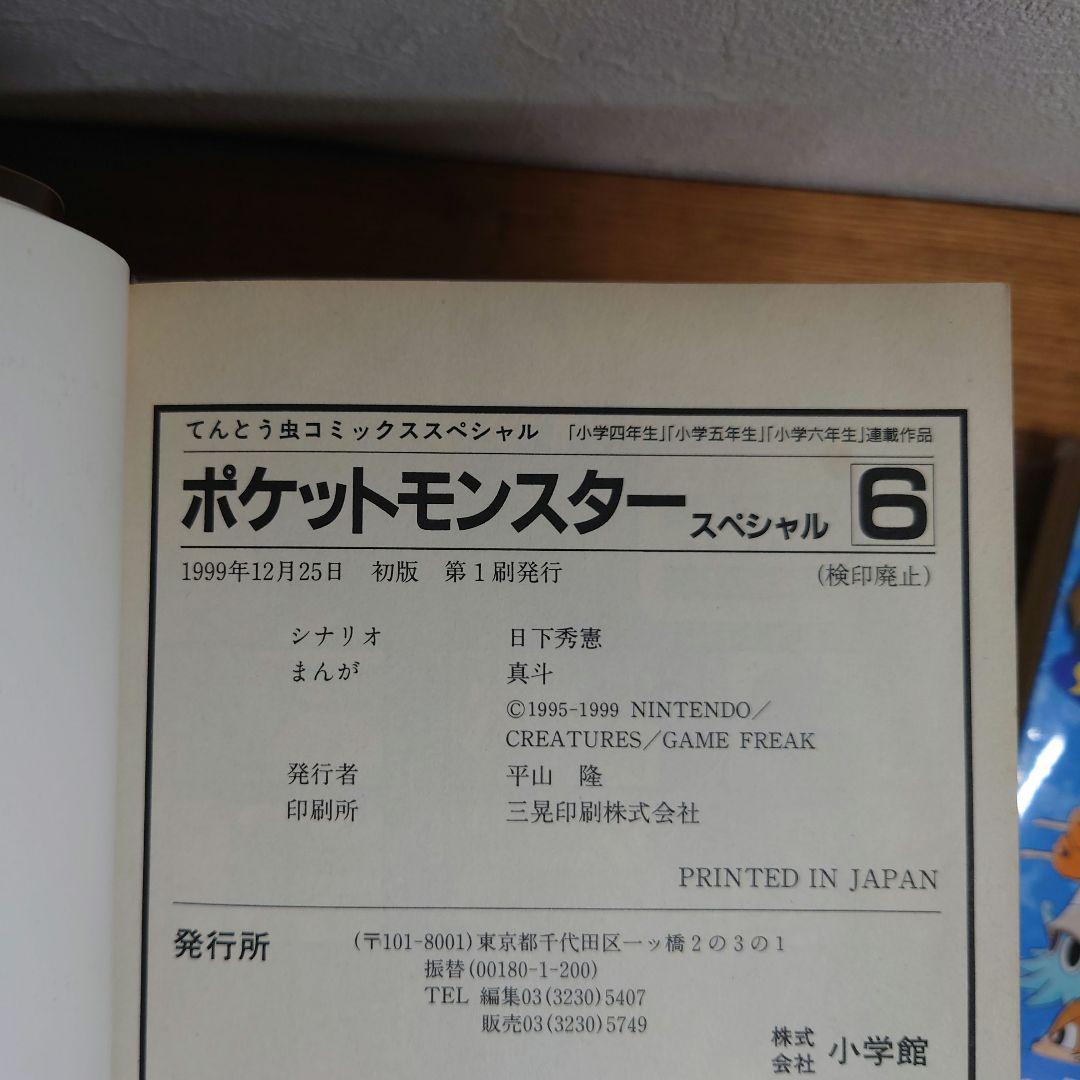 てんとう虫コミックススペシャル 「小学四年生」「小学五年生」「小学六年生」連載作品
ポケットモンスター スペシャル 6
1999年12月25日 初版 第1刷発行 (検印廃止)
シナリオ 日下秀憲
まんが 真斗
©1995-1999 NINTENDO／
CREATURES／GAME FREAK
発行者 平山 隆
印刷所 三晃印刷株式会社
PRINTED IN JAPAN
発行所 (〒101-8001)東京都千代田区一ッ橋2の3の1
振替(00180-1-200)
TEL 編集03(3230)5407
販売03(3230)5749
株式会社 小学館